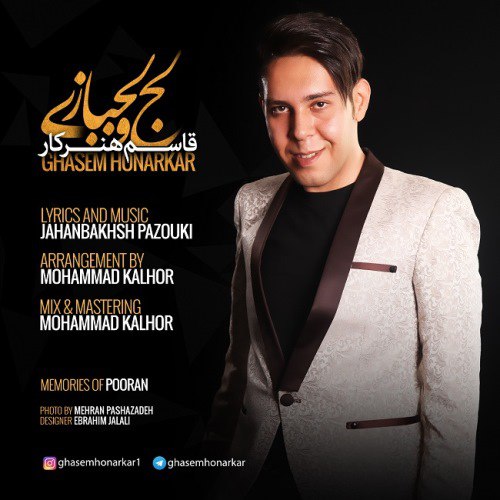 لج و لجبازی
قاسم هنرکار
GHASEM HONARKAR
LYRICS AND MUSIC
JAHANBAKHSH PAZOUKI
ARRANGEMENT BY
MOHAMMAD KALHOR
MIX & MASTERING
MOHAMMAD KALHOR
MEMORIES OF POORAN
PHOTO BY MEHRAN PASHAZADEH
DESIGNER EBRAHIM JALALI
ghasemhonarkar1 ghasemhonarkar